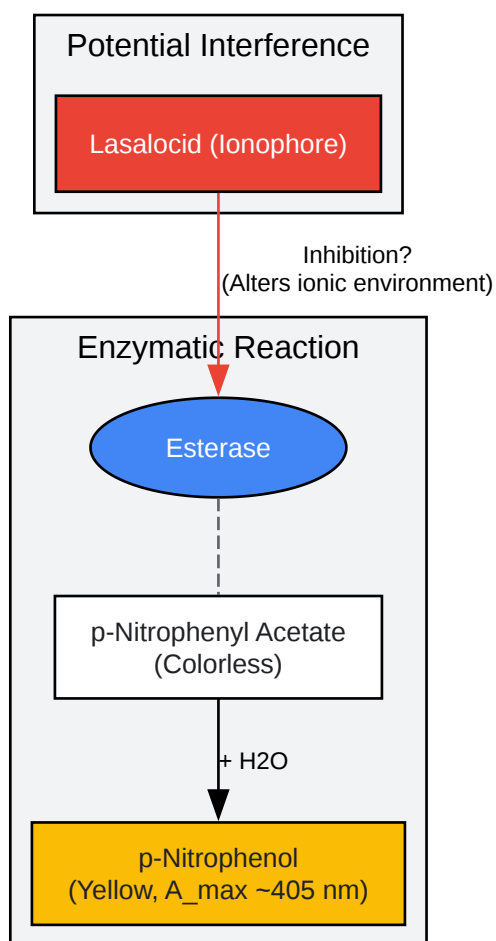 Potential Interference
Lasalocid (Ionophore)
Inhibition?
(Alters ionic environment)
Enzymatic Reaction
Esterase
p-Nitrophenyl Acetate
(Colorless)
+ H2O
p-Nitrophenol
(Yellow, A_max ~405 nm)